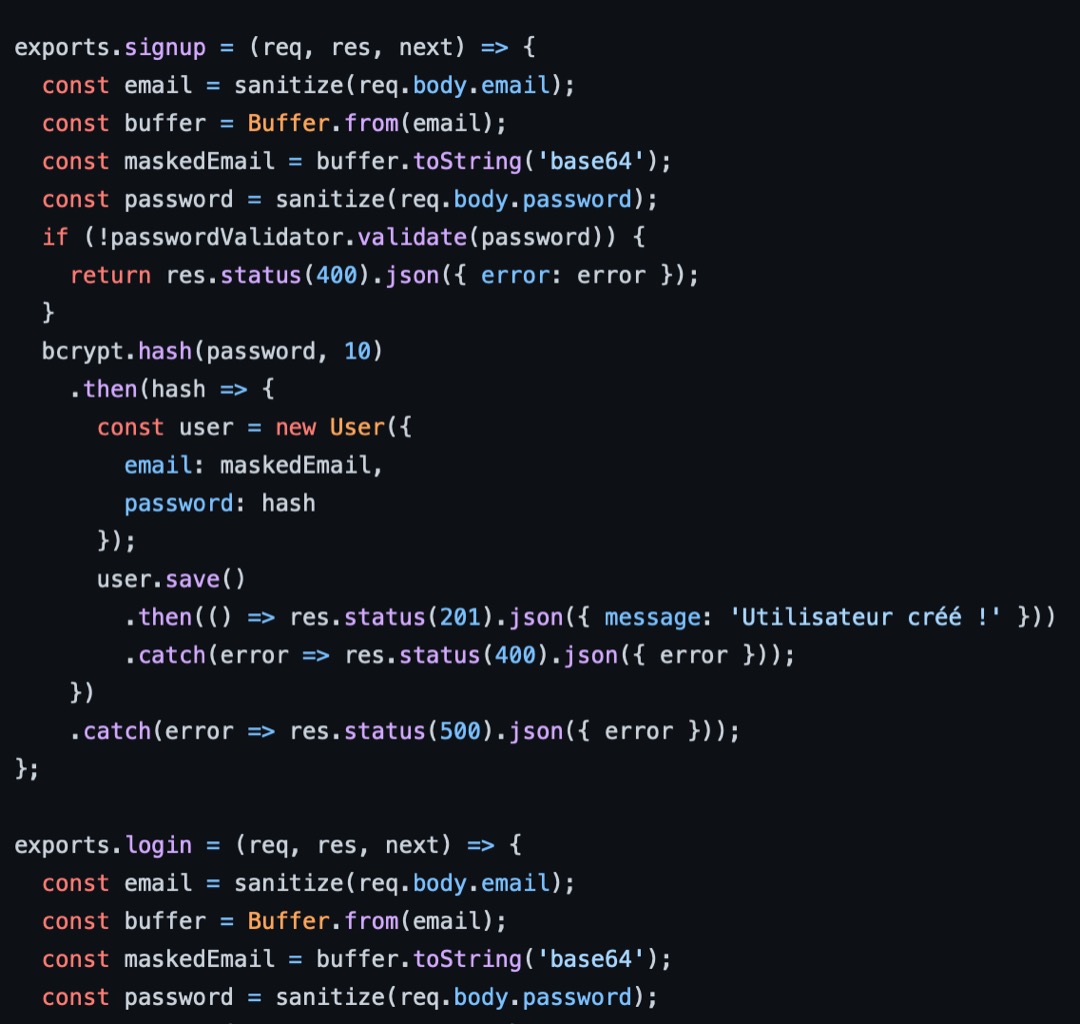 exports.signup = (req, res, next) => {
  const email = sanitize(req.body.email);
  const buffer = Buffer.from(email);
  const maskedEmail = buffer.toString('base64');
  const password = sanitize(req.body.password);
  if (!passwordValidator.validate(password)) {
    return res.status(400).json({ error: error });
  }
  bcrypt.hash(password, 10)
    .then(hash => {
      const user = new User({
        email: maskedEmail,
        password: hash
      });
      user.save()
        .then(() => res.status(201).json({ message: 'Utilisateur créé !' }))
        .catch(error => res.status(400).json({ error }));
    })
    .catch(error => res.status(500).json({ error }));
};

exports.login = (req, res, next) => {
  const email = sanitize(req.body.email);
  const buffer = Buffer.from(email);
  const maskedEmail = buffer.toString('base64');
  const password = sanitize(req.body.password);